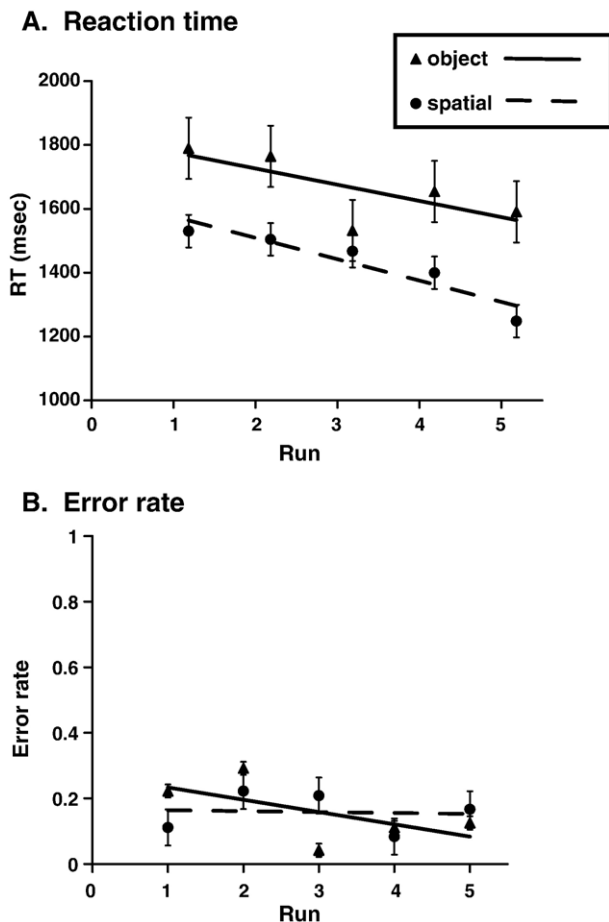 A. Reaction time
object
spatial
2000
1800
1600
1400
1200
1000
RT (msec)
0 1 2 3 4 5
Run
B. Error rate
1
0.8
0.6
0.4
0.2
0
Error rate
0 1 2 3 4 5
Run